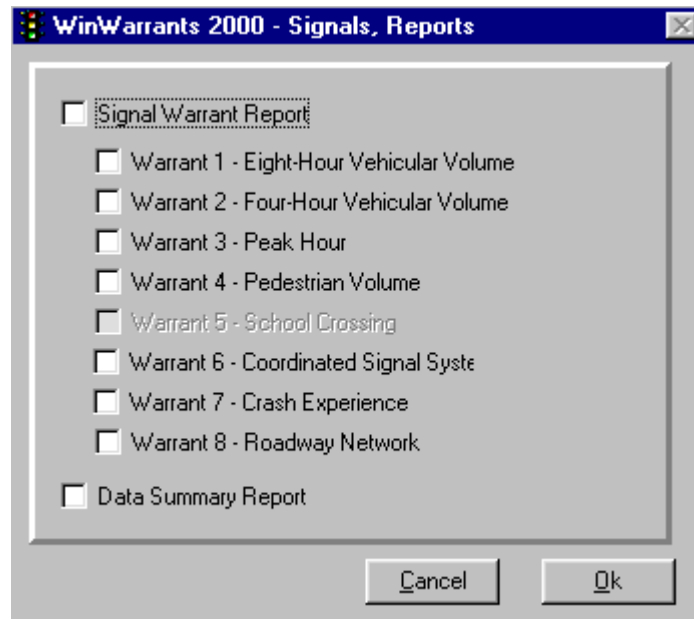 WinWarrants 2000 - Signals, Reports
Signal Warrant Report
Warrant 1 - Eight-Hour Vehicular Volume
Warrant 2 - Four-Hour Vehicular Volume
Warrant 3 - Peak Hour
Warrant 4 - Pedestrian Volume
Warrant 5 - School Crossing
Warrant 6 - Coordinated Signal Syste
Warrant 7 - Crash Experience
Warrant 8 - Roadway Network
Data Summary Report
Cancel Ok